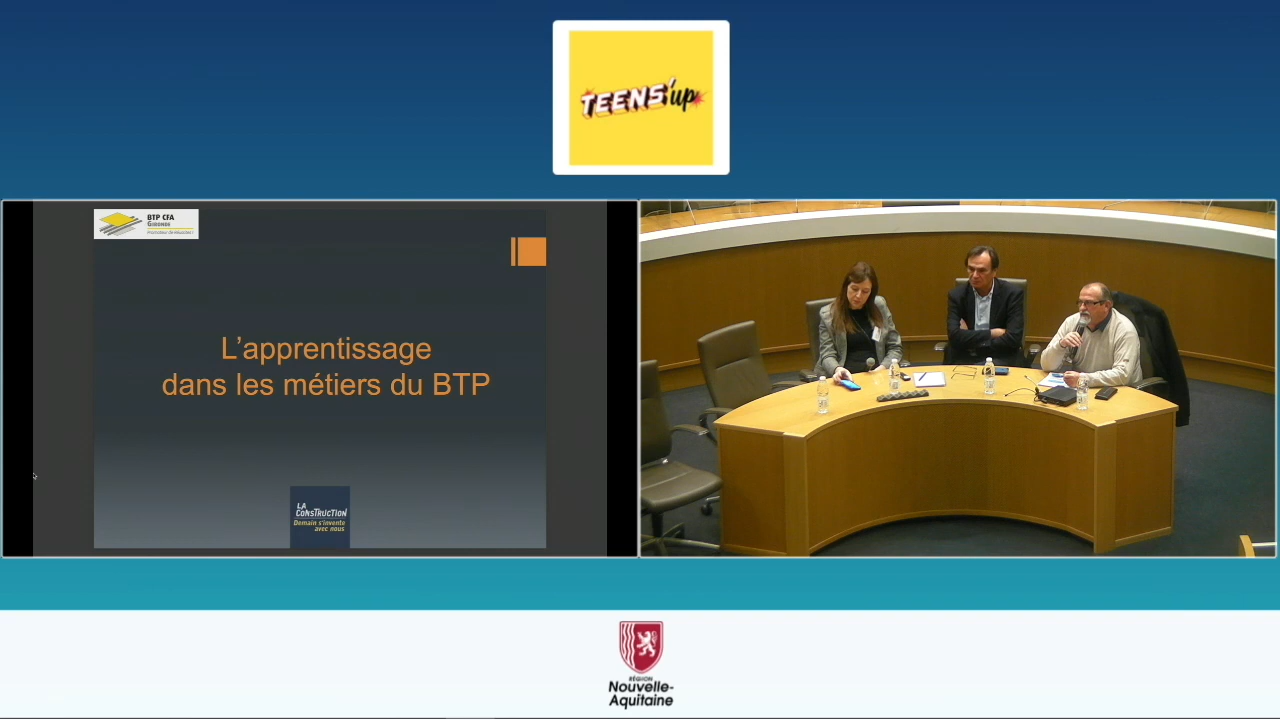 TEENS'up
BTP CFA
GIRONDE
L'apprentissage
dans les métiers du BTP
LA
CONSTRUCTION
Demain s'invente
avec nous
RÉGION
Nouvelle-
Aquitaine